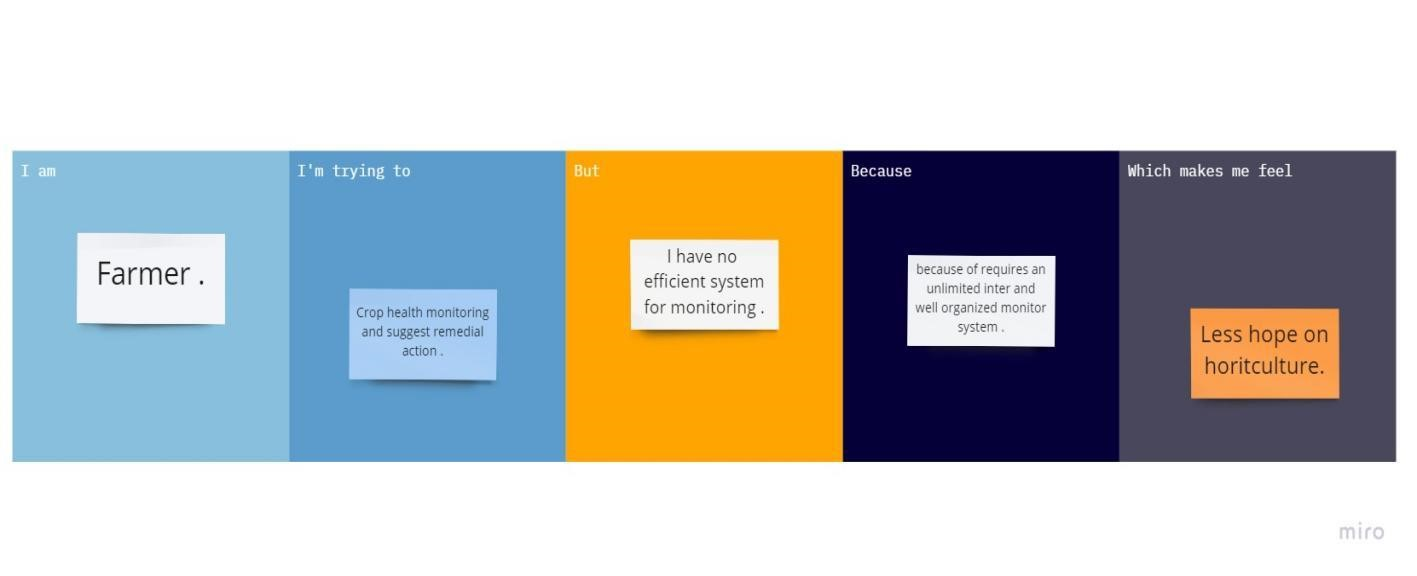 I am
I'm trying to
But
Because
Which makes me feel
Farmer .
Crop health monitoring
and suggest remedial
action .
I have no
efficient system
for monitoring .
because of requires an
unlimited inter and
well organized monitor
system .
Less hope on
horitculture.
miro